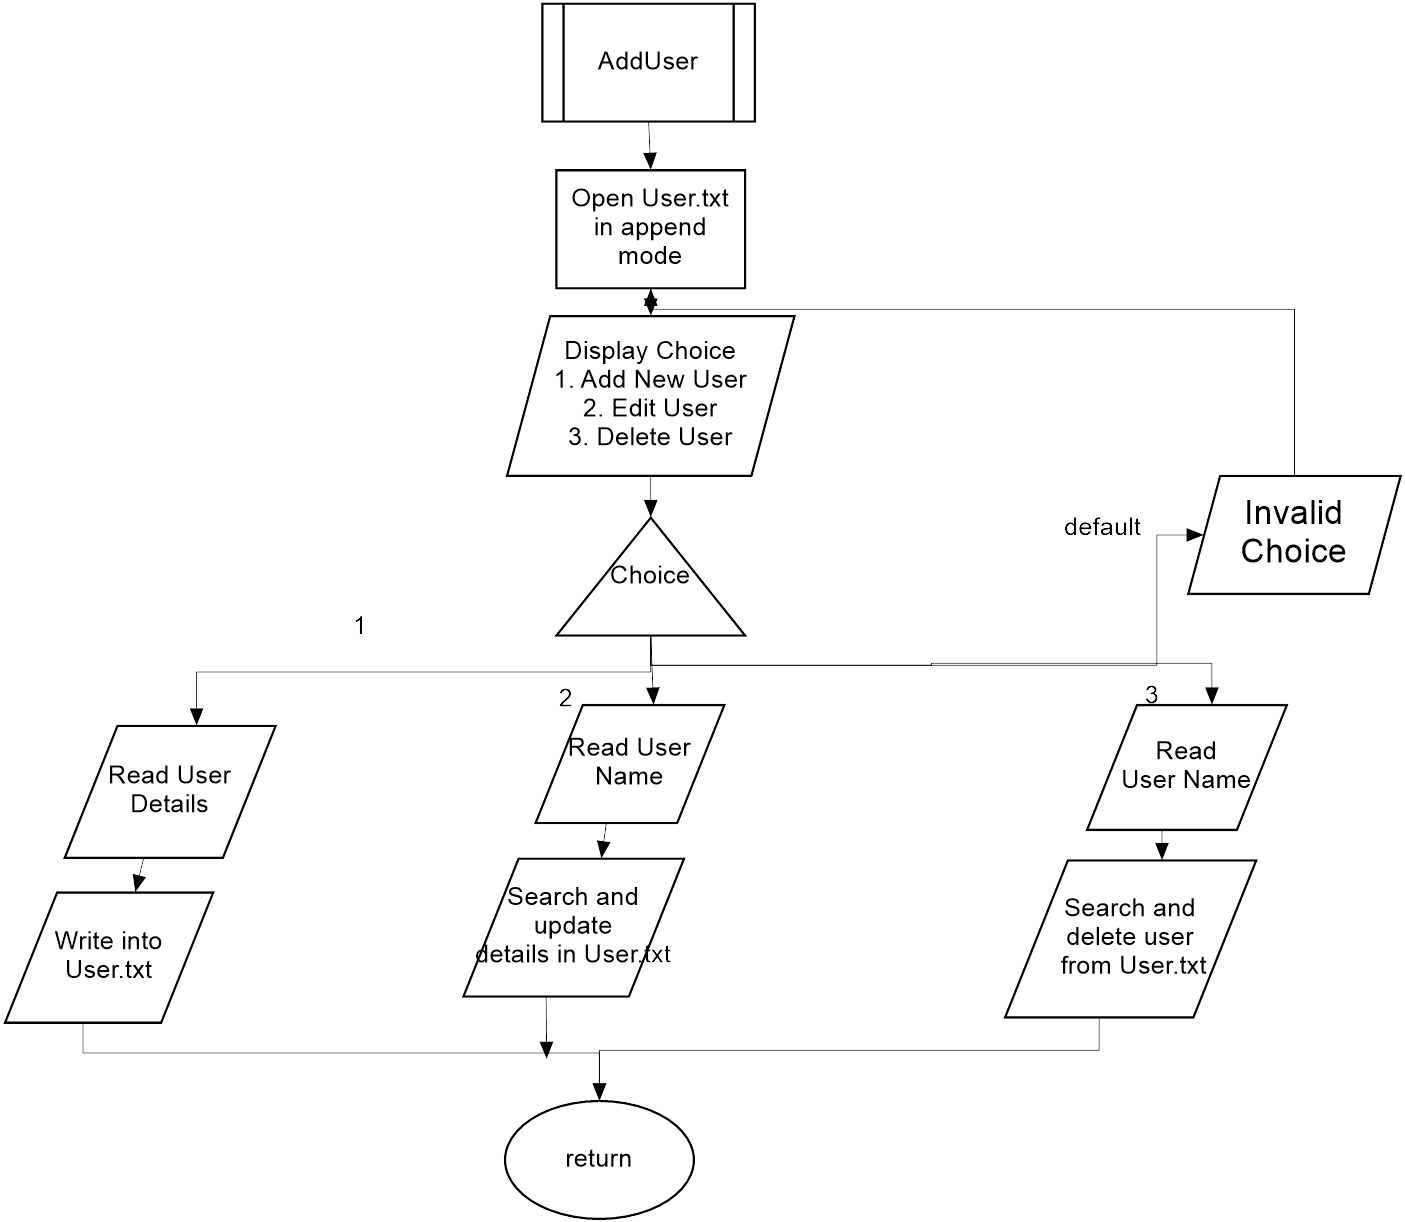 AddUser
Open User.txt
in append
mode
Display Choice
1. Add New User
2. Edit User
3. Delete User
Choice
default
Invalid
Choice
1
2
3
Read User
Details
Read User
Name
Read
User Name
Write into
User.txt
Search and
update
details in User.txt
Search and
delete user
from User.txt
return